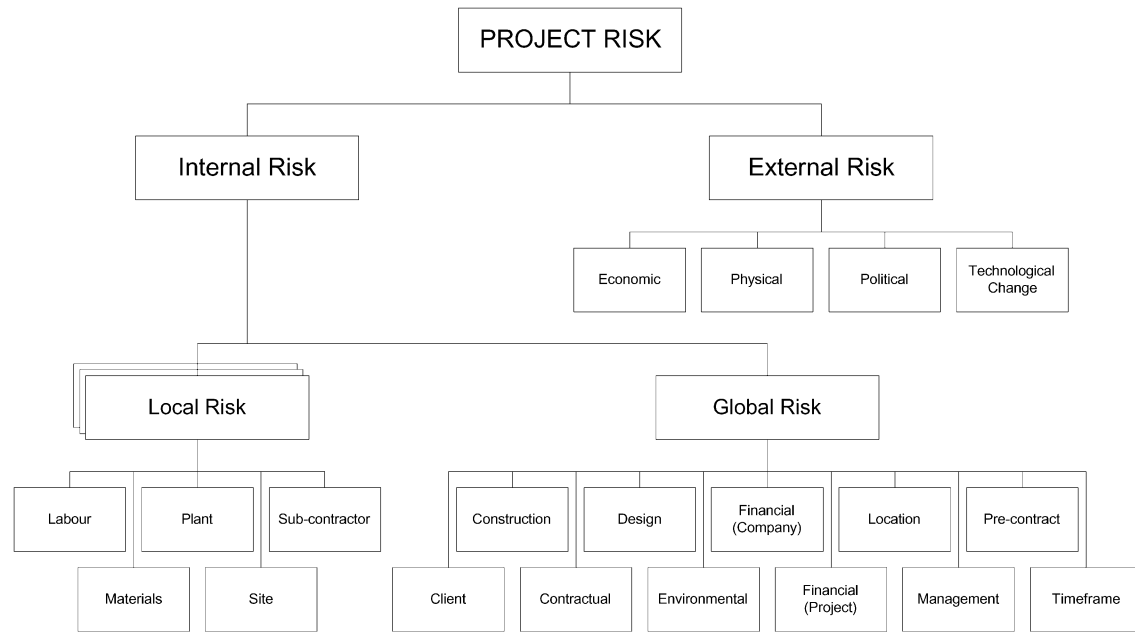 PROJECT RISK
Internal Risk
External Risk
Economic
Physical
Political
Technological
Change
Local Risk
Global Risk
Labour
Plant
Sub-contractor
Construction
Design
Financial
(Company)
Location
Pre-contract
Materials
Site
Client
Contractual
Environmental
Financial
(Project)
Management
Timeframe